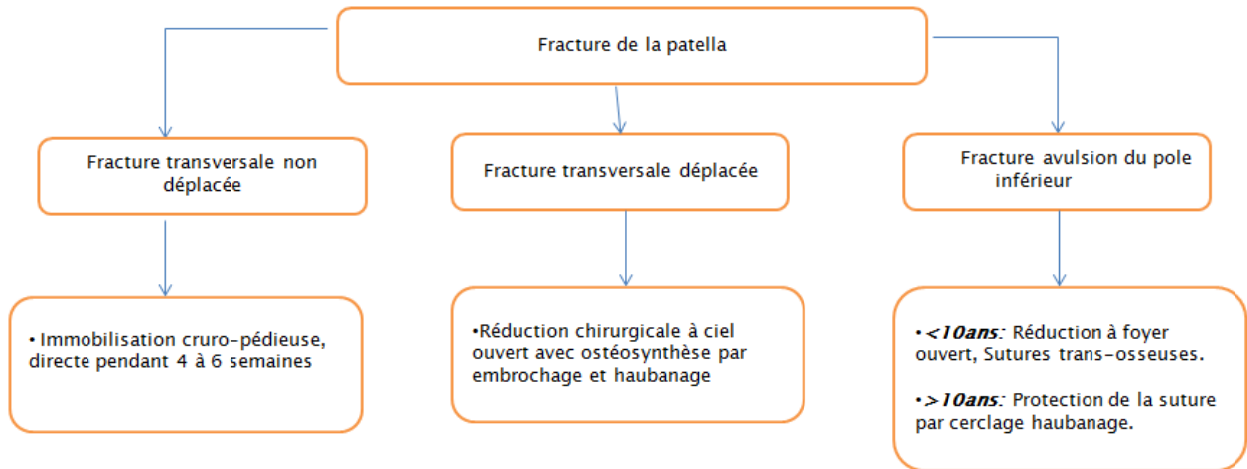 Fracture de la patella
Fracture transversale non
déplacée
Fracture transversale déplacée
Fracture avulsion du pole
inférieur
• Immobilisation cruro-pédieuse,
directe pendant 4 à 6 semaines
•Réduction chirurgicale à ciel
ouvert avec ostéosynthèse par
embrochage et haubanage
•<10ans: Réduction à foyer
ouvert, Sutures trans-osseuses.
•>10ans: Protection de la suture
par cerclage haubanage.